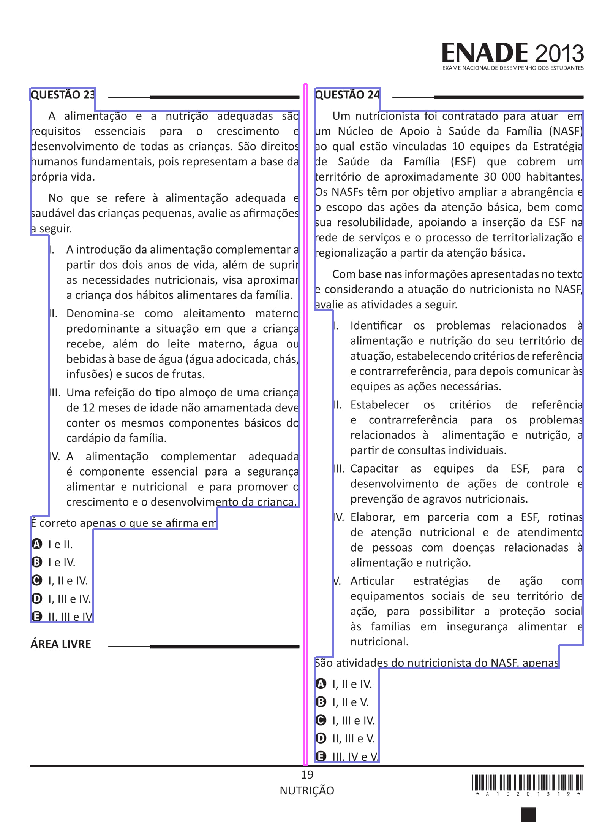 ENADE 2013
EXAME NACIONAL DE DESEMPENHO DOS ESTUDANTES
QUESTÃO 23
A alimentação e a nutrição adequadas são
requisitos essenciais para o crescimento e
desenvolvimento de todas as crianças. São direitos
humanos fundamentais, pois representam a base da
própria vida.
No que se refere à alimentação adequada e
saudável das crianças pequenas, avalie as afirmações
a seguir.
I. A introdução da alimentação complementar a
partir dos dois anos de vida, além de suprir
as necessidades nutricionais, visa aproximar
a criança dos hábitos alimentares da família.
II. Denomina-se como aleitamento materno
predominante a situação em que a criança
recebe, além do leite materno, água ou
bebidas à base de água (água adocicada, chás,
infusões) e sucos de frutas.
III. Uma refeição do tipo almoço de uma criança
de 12 meses de idade não amamentada deve
conter os mesmos componentes básicos do
cardápio da família.
IV. A alimentação complementar adequada
é componente essencial para a segurança
alimentar e nutricional e para promover o
crescimento e o desenvolvimento da criança.
É correto apenas o que se afirma em
A I e II.
B I e IV.
C I, II e IV.
D I, III e IV.
E II, III e IV
ÁREA LIVRE
QUESTÃO 24
Um nutricionista foi contratado para atuar em
um Núcleo de Apoio à Saúde da Família (NASF)
ao qual estão vinculadas 10 equipes da Estratégia
de Saúde da Família (ESF) que cobrem um
território de aproximadamente 30 000 habitantes.
Os NASFs têm por objetivo ampliar a abrangência e
o escopo das ações da atenção básica, bem como
sua resolubilidade, apoiando a inserção da ESF na
rede de serviços e o processo de territorialização e
regionalização a partir da atenção básica.
Com base nas informações apresentadas no texto
e considerando a atuação do nutricionista no NASF,
avalie as atividades a seguir.
I. Identificar os problemas relacionados à
alimentação e nutrição do seu território de
atuação, estabelecendo critérios de referência
e contrarreferência, para depois comunicar às
equipes as ações necessárias.
II. Estabelecer os critérios de referência
e contrarreferência para os problemas
relacionados à alimentação e nutrição, a
partir de consultas individuais.
III. Capacitar as equipes da ESF, para o
desenvolvimento de ações de controle e
prevenção de agravos nutricionais.
IV. Elaborar, em parceria com a ESF, rotinas
de atenção nutricional e de atendimento
de pessoas com doenças relacionadas à
alimentação e nutrição.
V. Articular estratégias de ação com
equipamentos sociais de seu território de
ação, para possibilitar a proteção social
às famílias em insegurança alimentar e
nutricional.
São atividades do nutricionista do NASF, apenas
A I, II e IV.
B I, II e V.
C I, III e IV.
D II, III e V.
E III, IV e V.
19
NUTRIÇÃO